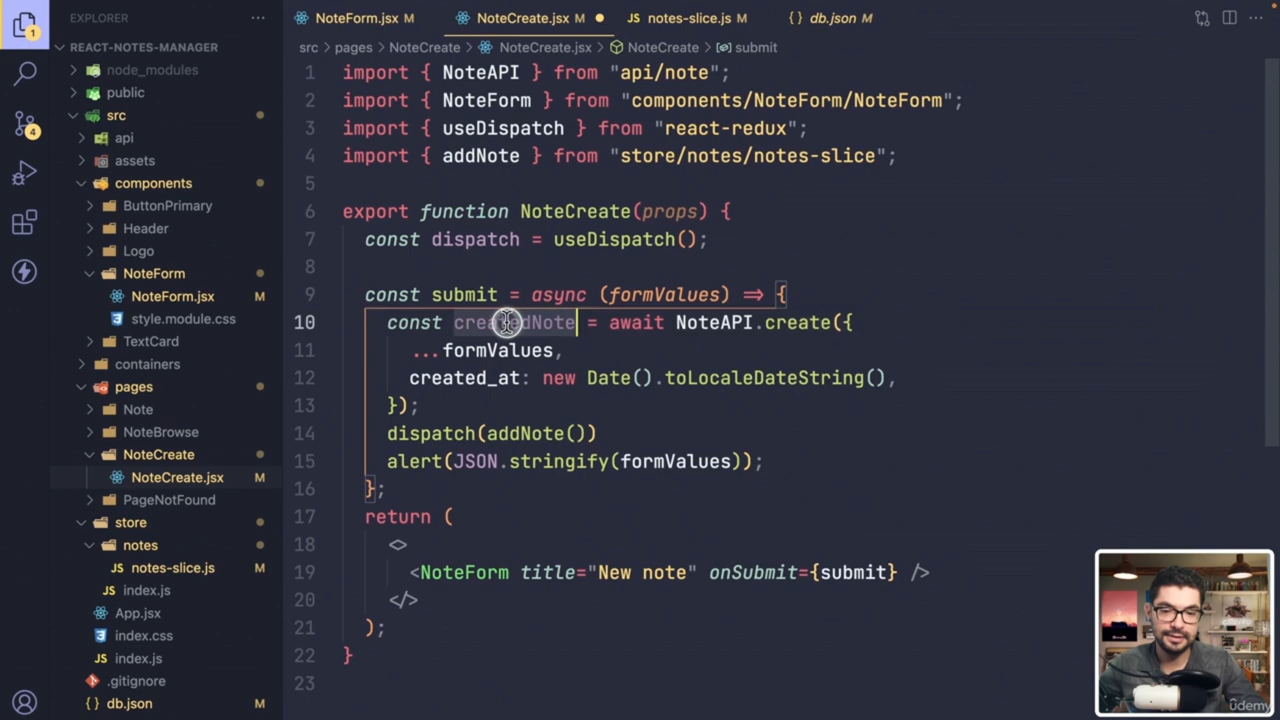 EXPLORER
REACT-NOTES-MANAGER
node_modules
public
src
api
assets
components
ButtonPrimary
Header
Logo
NoteForm
NoteForm.jsx M
style.module.css
TextCard
containers
pages
Note
NoteBrowse
NoteCreate
NoteCreate.jsx M
PageNotFound
store
notes
notes-slice.js M
index.js
App.jsx
index.css
index.js
.gitignore
db.json M
1
4
NoteForm.jsx M
NoteCreate.jsx M
JS notes-slice.js M
{} db.json M
src > pages > NoteCreate > NoteCreate.jsx > NoteCreate > submit
1 import { NoteAPI } from "api/note";
2 import { NoteForm } from "components/NoteForm/NoteForm";
3 import { useDispatch } from "react-redux";
4 import { addNote } from "store/notes/notes-slice";
5
6 export function NoteCreate(props) {
7 const dispatch = useDispatch();
8
9 const submit = async (formValues) => {
10 const createdNote = await NoteAPI.create({
11 ...formValues,
12 created_at: new Date().toLocaleDateString(),
13 });
14 dispatch(addNote())
15 alert(JSON.stringify(formValues));
16 };
17 return (
18 <>
19 <NoteForm title="New note" onSubmit={submit} />
20 </>
21 );
22 }
23
udemy